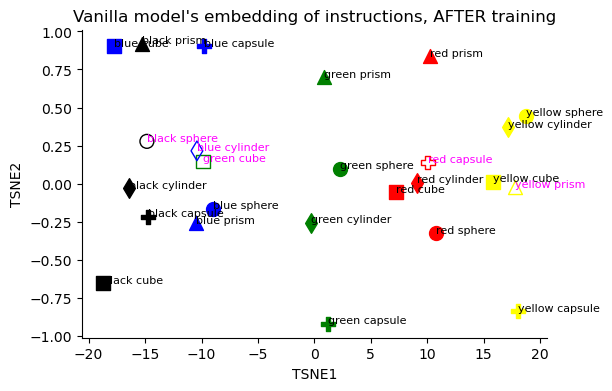 Vanilla model's embedding of instructions, AFTER training
1.00
0.75
0.50
0.25
0.00
−0.25
−0.50
−0.75
−1.00
TSNE2
blue cube
black prism
blue capsule
green prism
red prism
yellow sphere
yellow cylinder
black sphere
blue cylinder
green cube
green sphere
red capsule
red cylinder
yellow cube
yellow prism
black cylinder
red cube
blue sphere
black capsule
blue prism
green cylinder
red sphere
black cube
yellow capsule
green capsule
−20
−15
−10
−5
0
5
10
15
20
TSNE1